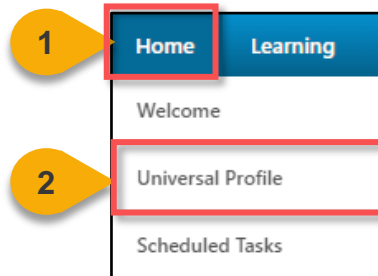 1 Home Learning
Welcome
2 Universal Profile
Scheduled Tasks